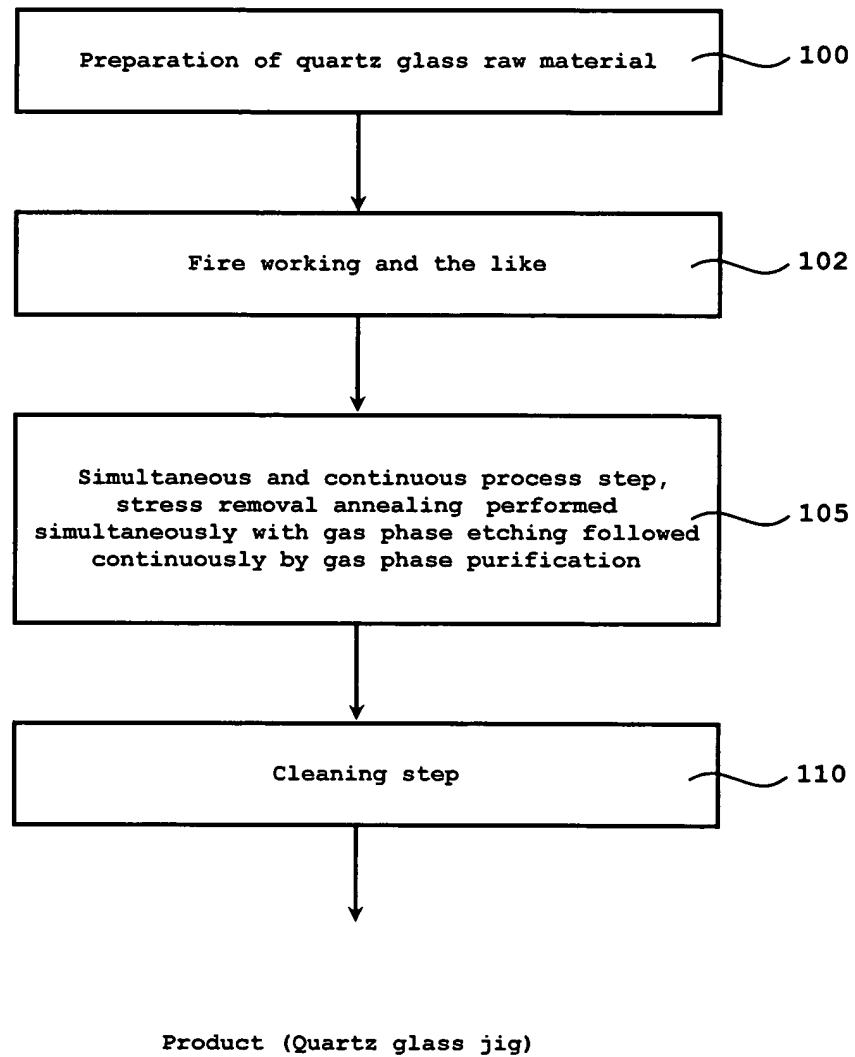 Preparation of quartz glass raw material 100
Fire working and the like 102
Simultaneous and continuous process step,
stress removal annealing performed
simultaneously with gas phase etching followed
continuously by gas phase purification
105
Cleaning step 110
Product (Quartz glass jig)